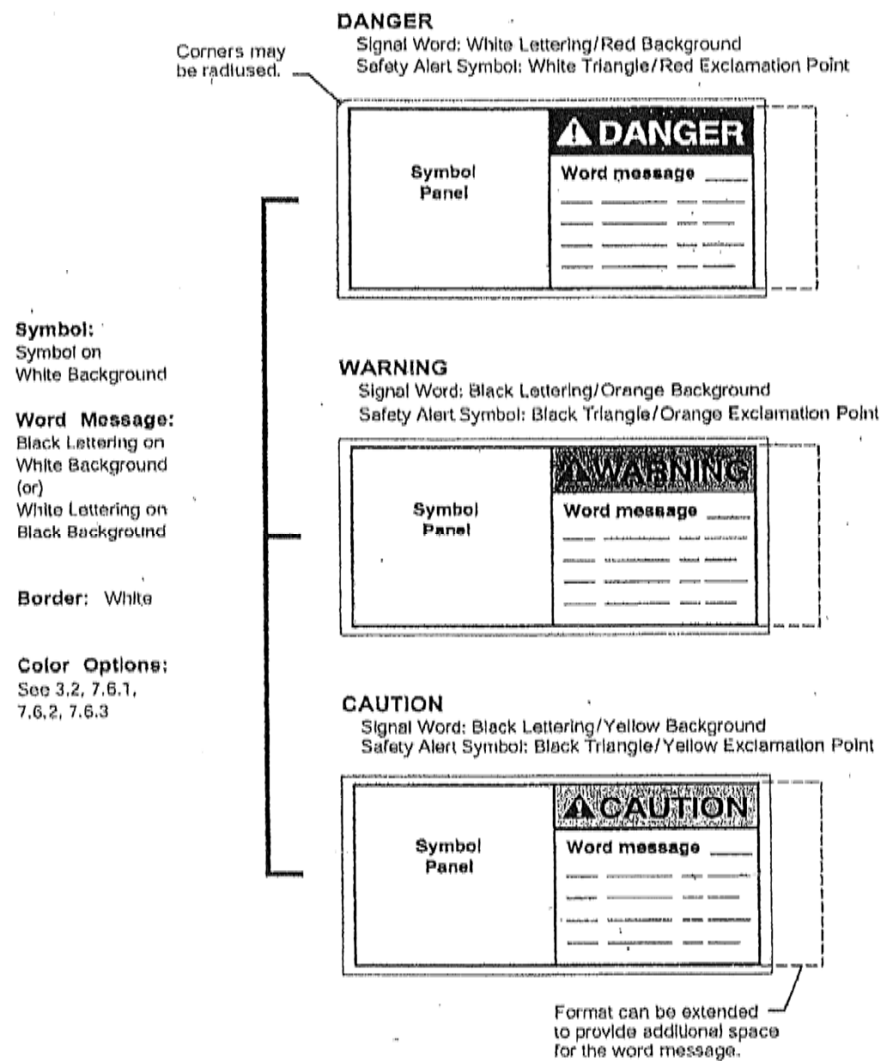 DANGER
Signal Word: White Lettering/Red Background
Safety Alert Symbol: White Triangle/Red Exclamation Point
Corners may
be radiused.
DANGER
Symbol
Panel
Word message
Symbol:
Symbol on
White Background
Word Message:
Black Lettering on
White Background
(or)
White Lettering on
Black Background
Border: White
Color Options:
See 3.2, 7.6.1,
7.6.2, 7.6.3
WARNING
Signal Word: Black Lettering/Orange Background
Safety Alert Symbol: Black Triangle/Orange Exclamation Point
WARNING
Symbol
Panel
Word message
CAUTION
Signal Word: Black Lettering/Yellow Background
Safety Alert Symbol: Black Triangle/Yellow Exclamation Point
CAUTION
Symbol
Panel
Word message
Format can be extended
to provide additional space
for the word message.